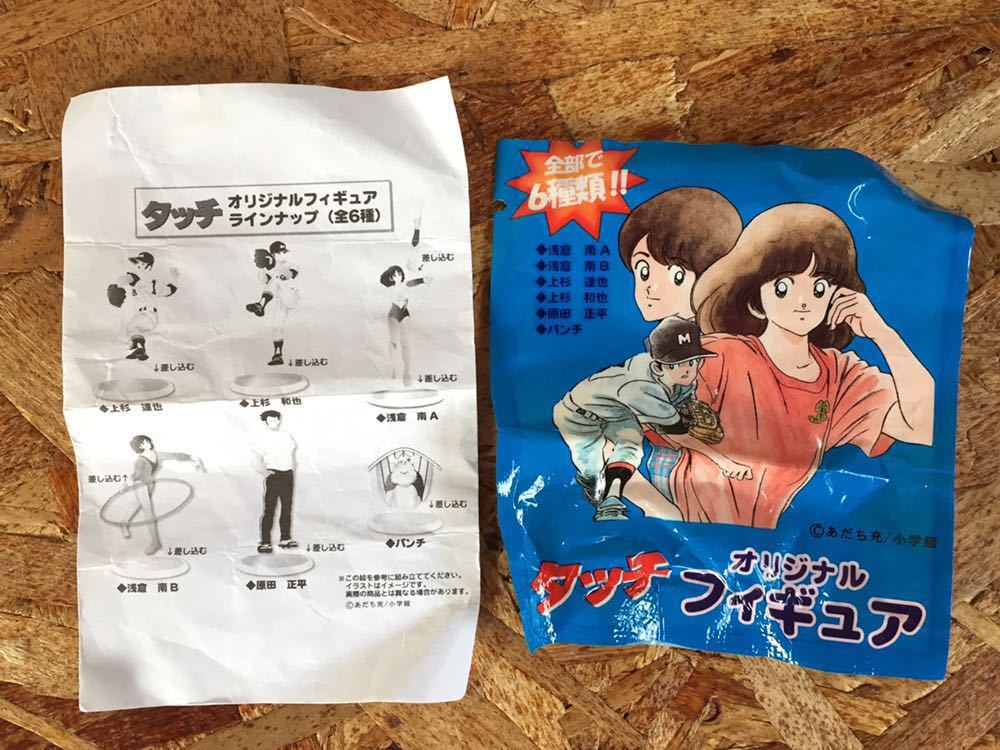 タッチ オリジナルフィギュア
ラインナップ（全6種）
差し込む
↓差し込む
↓差し込む
↓差し込む
◆上杉 達也
◆上杉 和也
◆浅倉 南A
差し込む↑
↓差し込む
↓差し込む
◆浅倉 南B
◆原田 正平
◆パンチ
※この絵を参考に組み立ててください。
イラストはイメージです。
実際の商品とは異なる場合があります。
©あだち充/小学館
全部で
6種類!!
◆浅倉 南A
◆浅倉 南B
◆上杉 達也
◆上杉 和也
◆原田 正平
◆パンチ
M
©あだち充/小学館
タッチ オリジナル
フィギュア